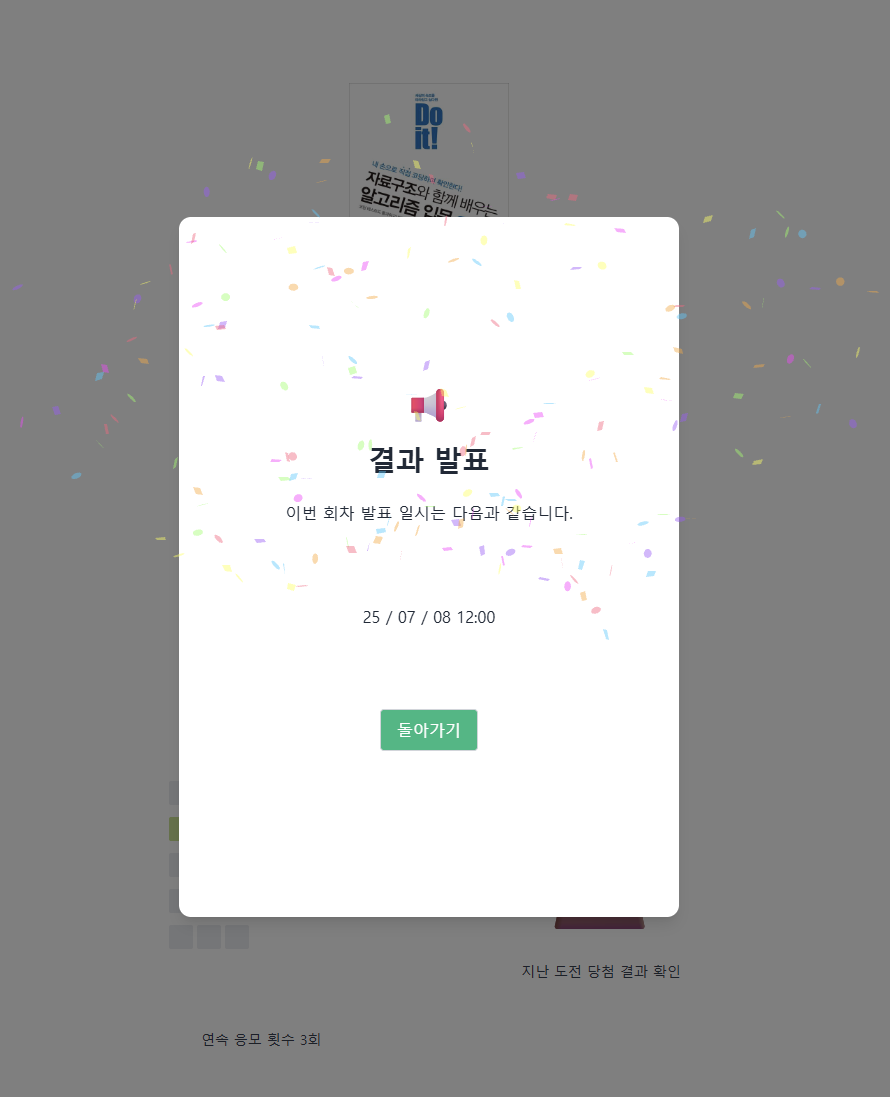 Do
it!
내 손으로 직접 코딩하며 확인한다!
자료구조와 함께 배우는
알고리즘 입문
결과 발표
이번 회차 발표 일시는 다음과 같습니다.
25 / 07 / 08 12:00
돌아가기
지난 도전 당첨 결과 확인
연속 응모 횟수 3회